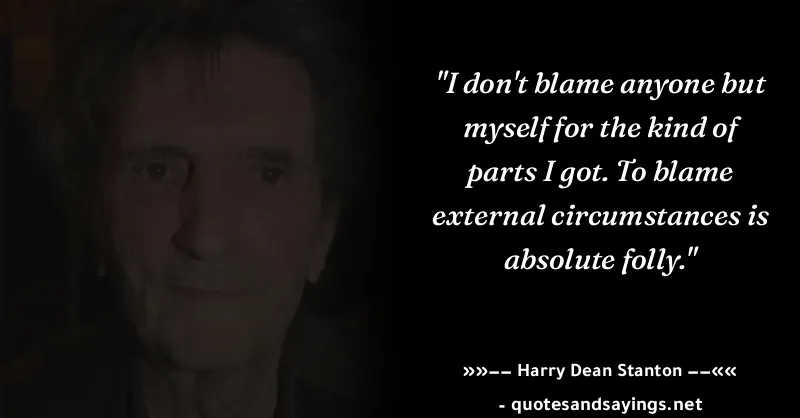 "I don't blame anyone but
myself for the kind of
parts I got. To blame
external circumstances is
absolute folly."
»»−− Harry Dean Stanton −−««
- quotesandsayings.net